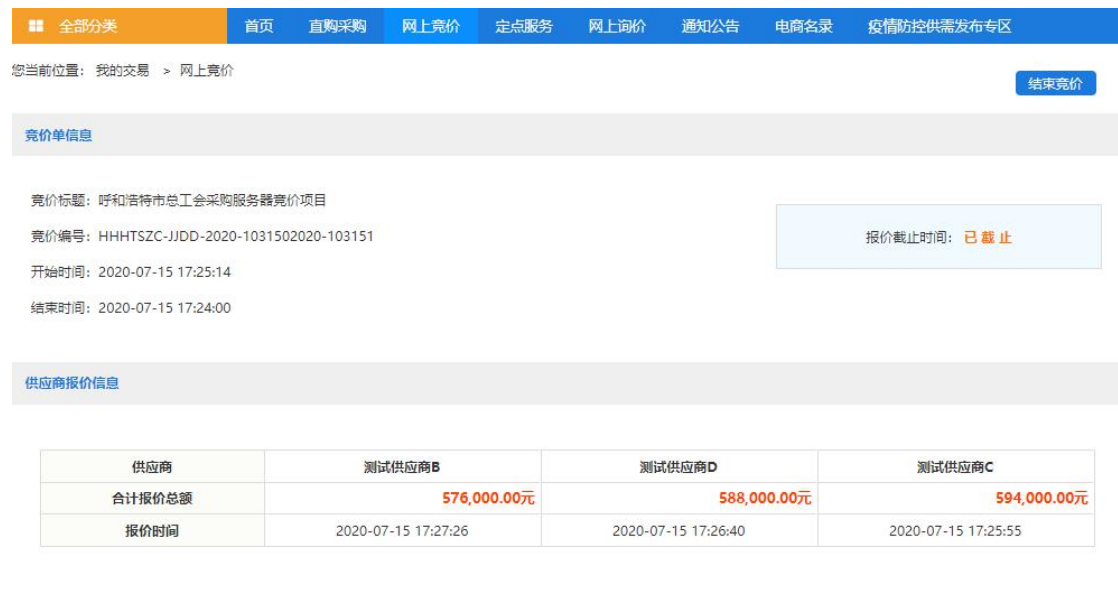 全部分类 首页 直购采购 网上竞价 定点服务 网上询价 通知公告 电商名录 疫情防控供需发布专区
您当前位置: 我的交易 > 网上竞价
结束竞价
竞价单信息
竞价标题: 呼和浩特市总工会采购服务器竞价项目
竞价编号: HHHTSZC-JJDD-2020-1031502020-103151
报价截止时间: 已 截 止
开始时间: 2020-07-15 17:25:14
结束时间: 2020-07-15 17:24:00
供应商报价信息
供应商 测试供应商B 测试供应商D 测试供应商C
合计报价总额 576,000.00元 588,000.00元 594,000.00元
报价时间 2020-07-15 17:27:26 2020-07-15 17:26:40 2020-07-15 17:25:55